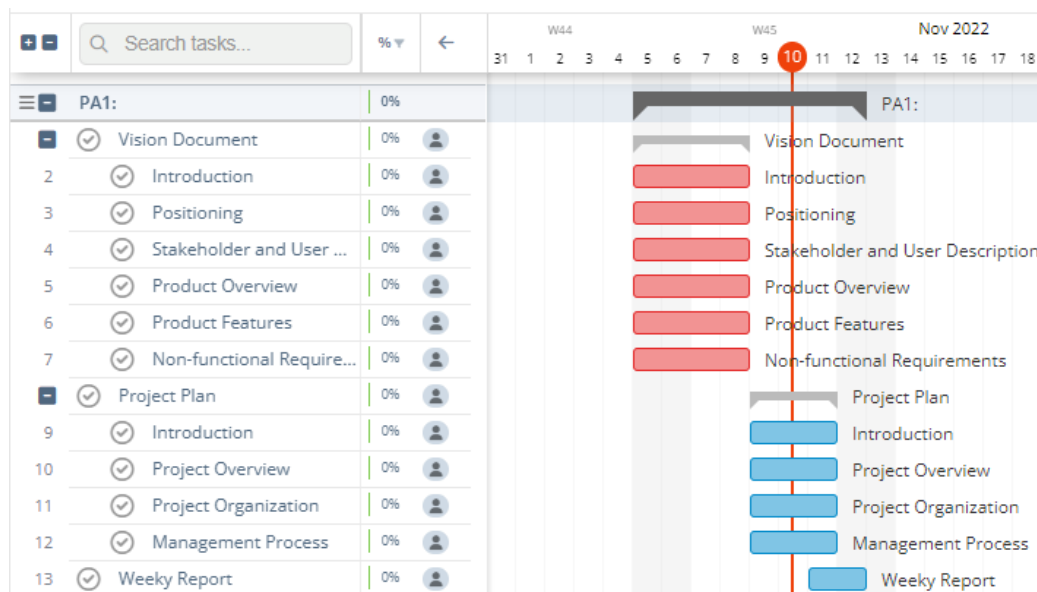 W44 W45 Nov 2022
Search tasks... %
31 1 2 3 4 5 6 7 8 9 10 11 12 13 14 15 16 17 18
PA1: 0% PA1:
Vision Document 0% Vision Document
2 Introduction 0% Introduction
3 Positioning 0% Positioning
4 Stakeholder and User ... 0% Stakeholder and User Description
5 Product Overview 0% Product Overview
6 Product Features 0% Product Features
7 Non-functional Require... 0% Non-functional Requirements
Project Plan 0% Project Plan
9 Introduction 0% Introduction
10 Project Overview 0% Project Overview
11 Project Organization 0% Project Organization
12 Management Process 0% Management Process
13 Weeky Report 0% Weeky Report